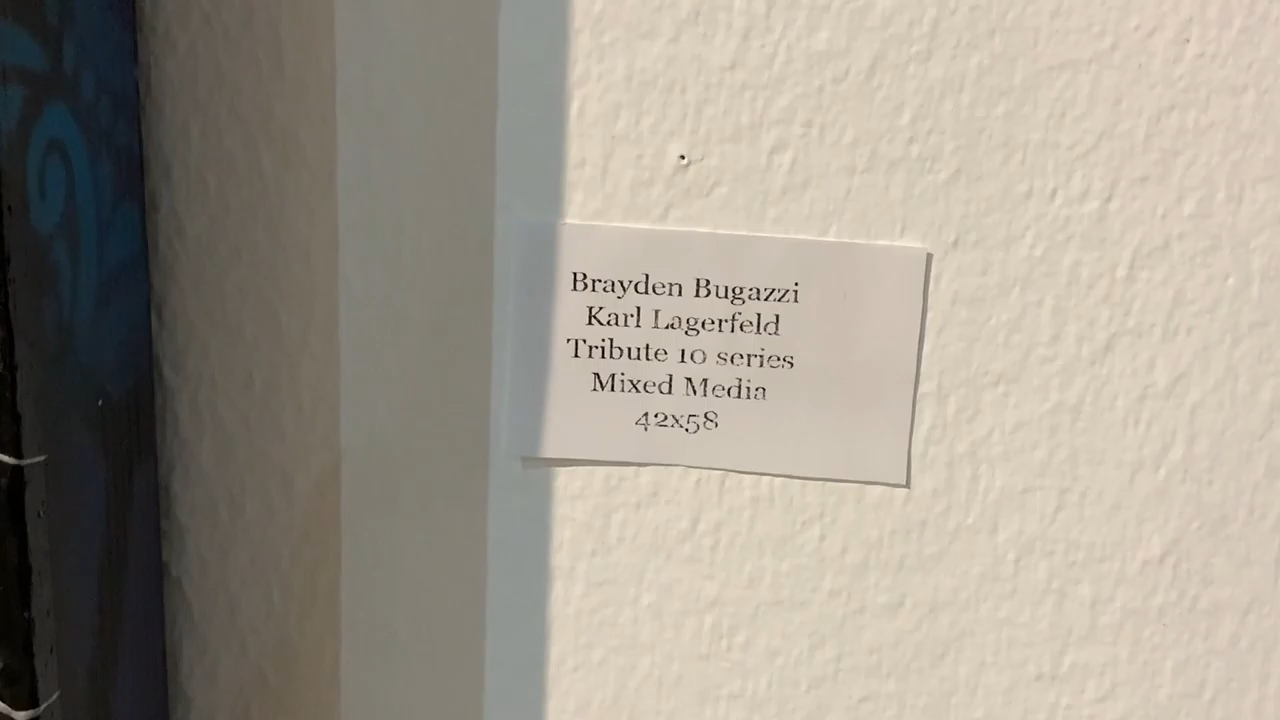 Brayden Bugazzi
Karl Lagerfeld
Tribute 10 series
Mixed Media
42x58